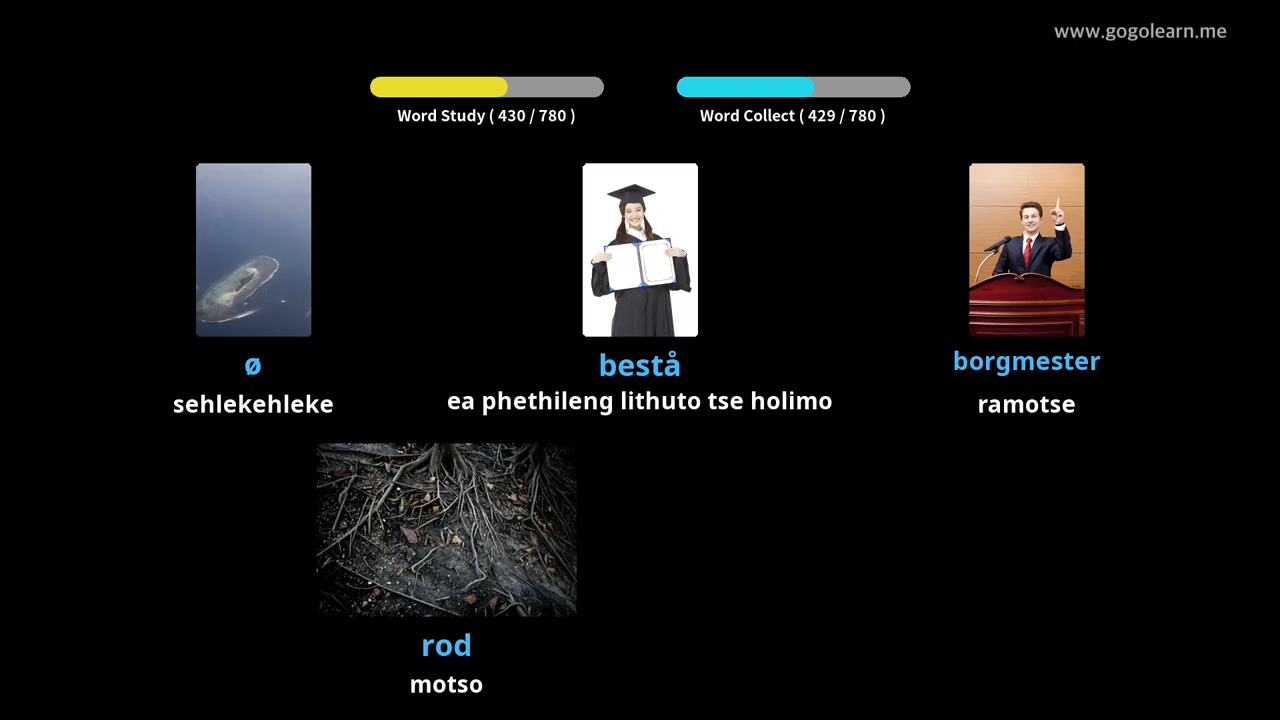 www.gogolearn.me
Word Study ( 430 / 780 )
Word Collect ( 429 / 780 )
ø
sehlekehleke
bestå
ea phethileng lithuto tse holimo
borgmester
ramotse
rod
motso